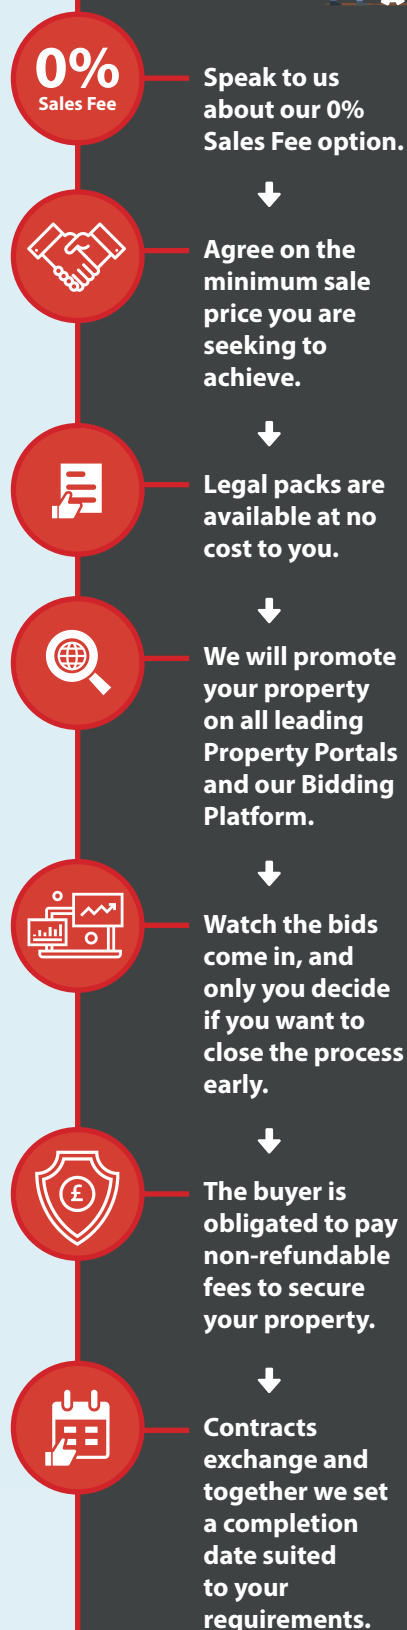 0%
Sales Fee
Speak to us
about our 0%
Sales Fee option.
Agree on the
minimum sale
price you are
seeking to
achieve.
Legal packs are
available at no
cost to you.
We will promote
your property
on all leading
Property Portals
and our Bidding
Platform.
Watch the bids
come in, and
only you decide
if you want to
close the process
early.
£
The buyer is
obligated to pay
non-refundable
fees to secure
your property.
Contracts
exchange and
together we set
a completion
date suited
to your
requirements.